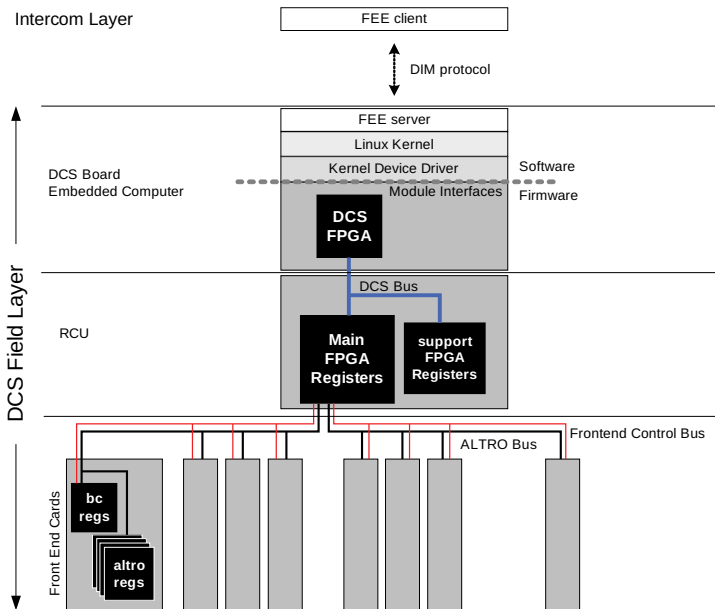 Intercom Layer
FEE client
DIM protocol
FEE server
Linux Kernel
Kernel Device Driver
Software
DCS Board
Embedded Computer
Module Interfaces
Firmware
DCS
FPGA
DCS Field Layer
DCS Bus
RCU
Main
FPGA
Registers
support
FPGA
Registers
Frontend Control Bus
ALTRO Bus
Front End Cards
bc
regs
altro
regs